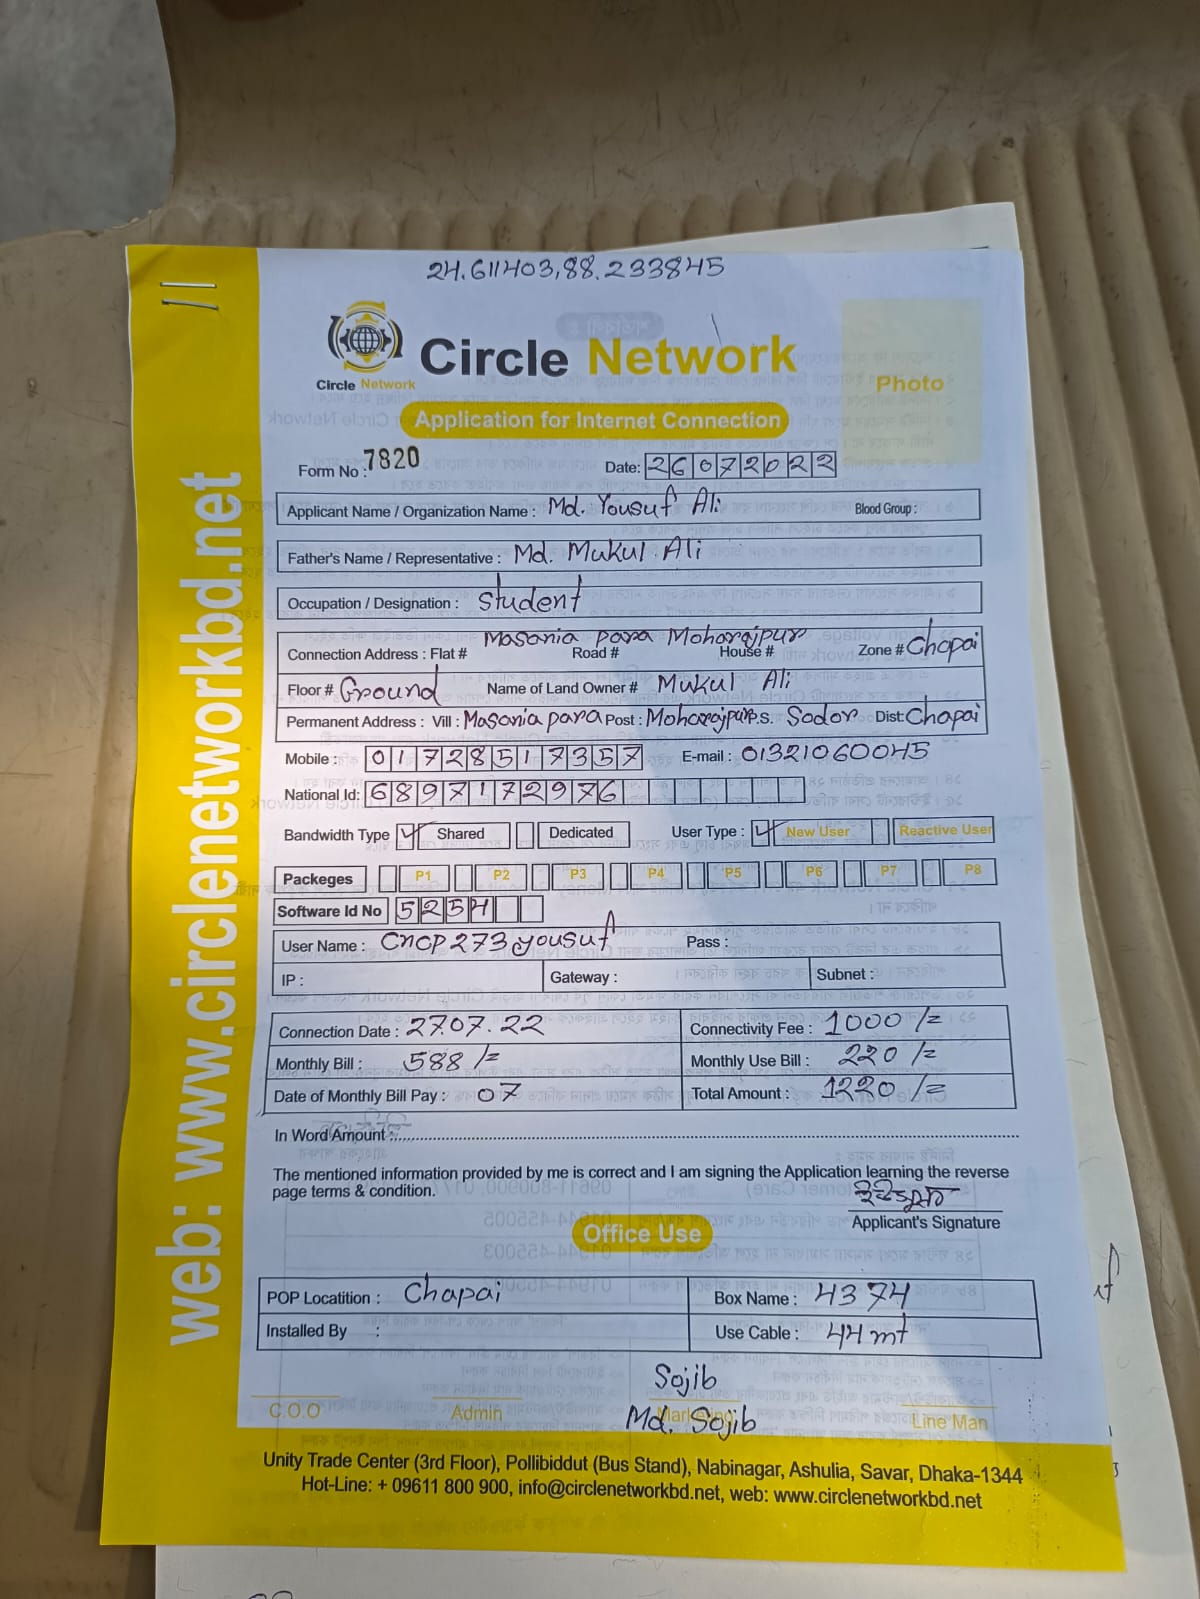 24.611403,88.233845
Circle Network
Circle Network
Photo
Application for Internet Connection
Form No : 7820 Date: 26072022
Applicant Name / Organization Name : Md. Yousuf Ali Blood Group :
Father's Name / Representative : Md. Mukul Ali
Occupation / Designation : Student
Masania para Moharajpur
Connection Address : Flat # Road # House # Zone # Chapai
Floor # Ground Name of Land Owner # Mukul Ali
Permanent Address : Vill : Masania para Post : Moharajpur P.S. Sodor Dist: Chapai
Mobile : 01728517357 E-mail : 01321060045
National Id: 6897172976
Bandwidth Type Shared Dedicated User Type : New User Reactive User
Packeges P1 P2 P3 P4 P5 P6 P7 P8
Software Id No 5254
User Name : CNCP273yousuf Pass :
IP : Gateway : Subnet :
Connection Date : 27.07.22 Connectivity Fee : 1000/=
Monthly Bill : 588/= Monthly Use Bill : 220/=
Date of Monthly Bill Pay : 07 Total Amount : 1220/=
In Word Amount :
The mentioned information provided by me is correct and I am signing the Application learning the reverse
page terms & condition.
Applicant's Signature
Office Use
POP Locatition : Chapai Box Name : 4374
Installed By : Use Cable : 44 mt
Sojib
C.O.O Admin Marketing Line Man
Md. Sojib
Unity Trade Center (3rd Floor), Pollibiddut (Bus Stand), Nabinagar, Ashulia, Savar, Dhaka-1344
Hot-Line: + 09611 800 900, info@circlenetworkbd.net, web: www.circlenetworkbd.net
web: www.circlenetworkbd.net